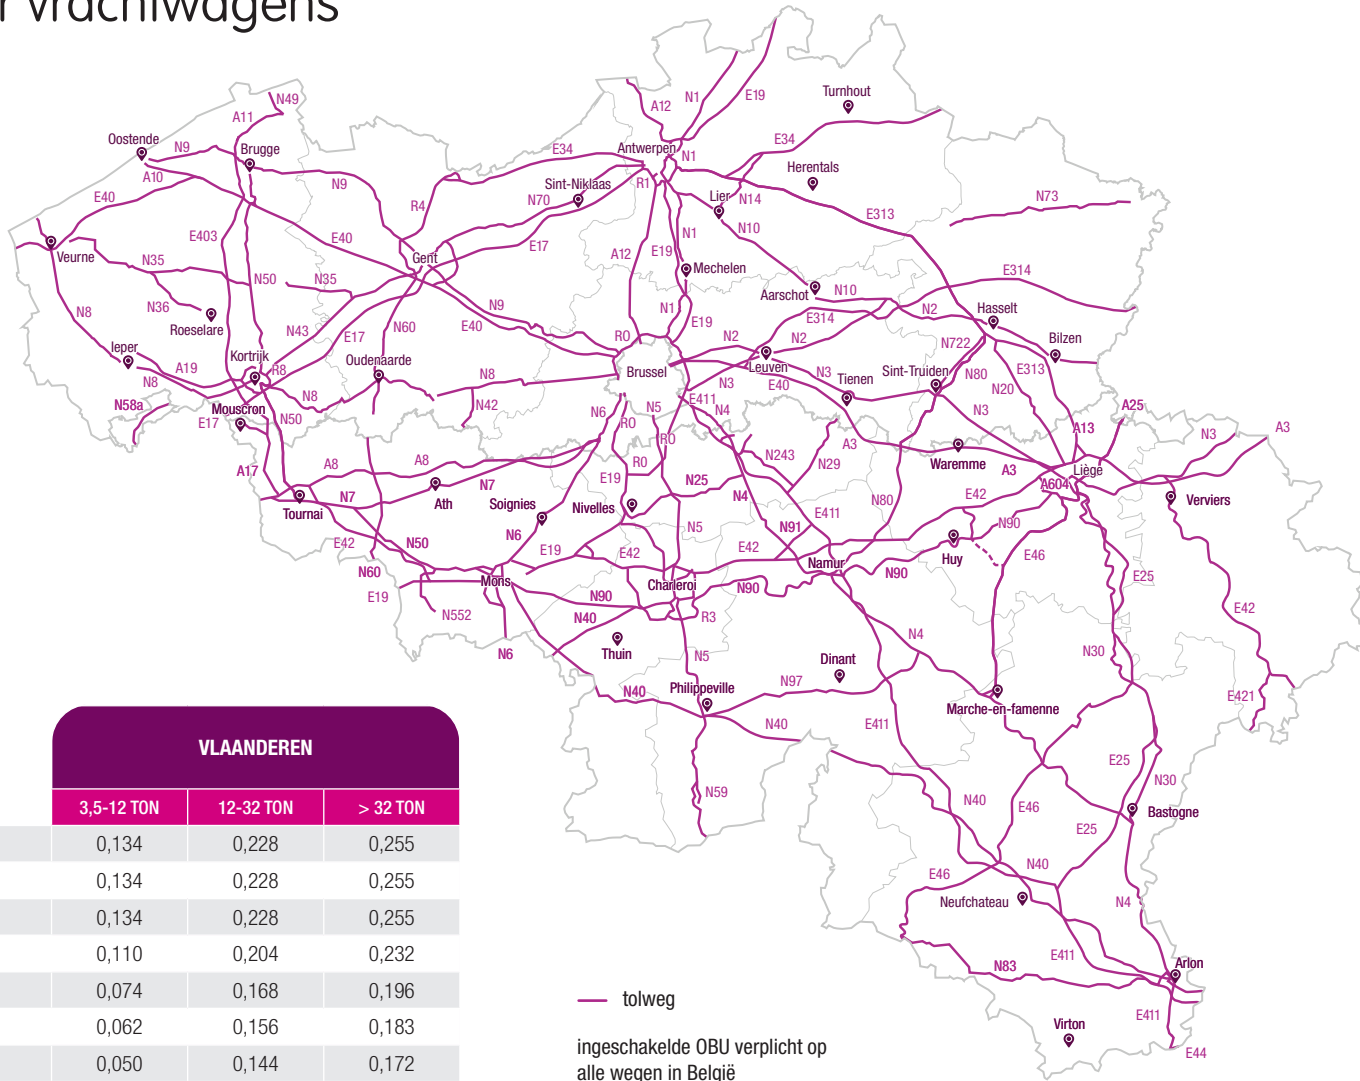 r vrachtwagens
N49
A11
A12
N1
E19
Turnhout
Oostende
N9
Brugge
E34
Antwerpen
N1
E34
Herentals
A10
N9
Sint-Niklaas
R1
Lier
N14
N73
E40
R4
N70
E313
N10
Veurne
E403
E40
Gent
E17
A12
E19
N1
Mechelen
N35
N50
N35
E314
Aarschot
N10
N8
N36
Roeselare
N9
N1
E19
E314
N2
Hasselt
N43
E17
N60
E40
R0
N2
N2
N722
Bilzen
Ieper
A19
Kortrijk
R8
Oudenaarde
N8
Brussel
Leuven
N3
Tienen
Sint-Truiden
N80
E313
N8
N3
E40
N20
N58a
Mouscron
N8
N42
E411
N4
N3
A25
E17
N50
N6
R0
N5
R0
A13
N3
A3
A17
A8
A8
R0
N243
N29
A3
Waremme
A3
Liège
N7
Ath
N7
Soignies
E19
Nivelles
N25
N4
N80
E42
A604
Verviers
Tournai
N6
N5
N91
E411
N90
E42
N50
E19
E42
E42
Namur
Huy
E46
N60
Mons
Charleroi
N90
N90
E25
E19
N90
N552
N40
R3
E42
N6
Thuin
N5
N4
N30
Dinant
N40
Philippeville
N97
Marche-en-famenne
E421
N40
E411
VLAANDEREN
E25
N30
N59
N40
E46
Bastogne
3,5-12 TON 12-32 TON > 32 TON
E25
0,134 0,228 0,255
N40
0,134 0,228 0,255
E46
Neufchateau
N4
0,134 0,228 0,255
0,110 0,204 0,232
E411
N83
Arlon
0,074 0,168 0,196
tolweg
E411
0,062 0,156 0,183
Virton
ingeschakelde OBU verplicht op
E44
0,050 0,144 0,172
alle wegen in België